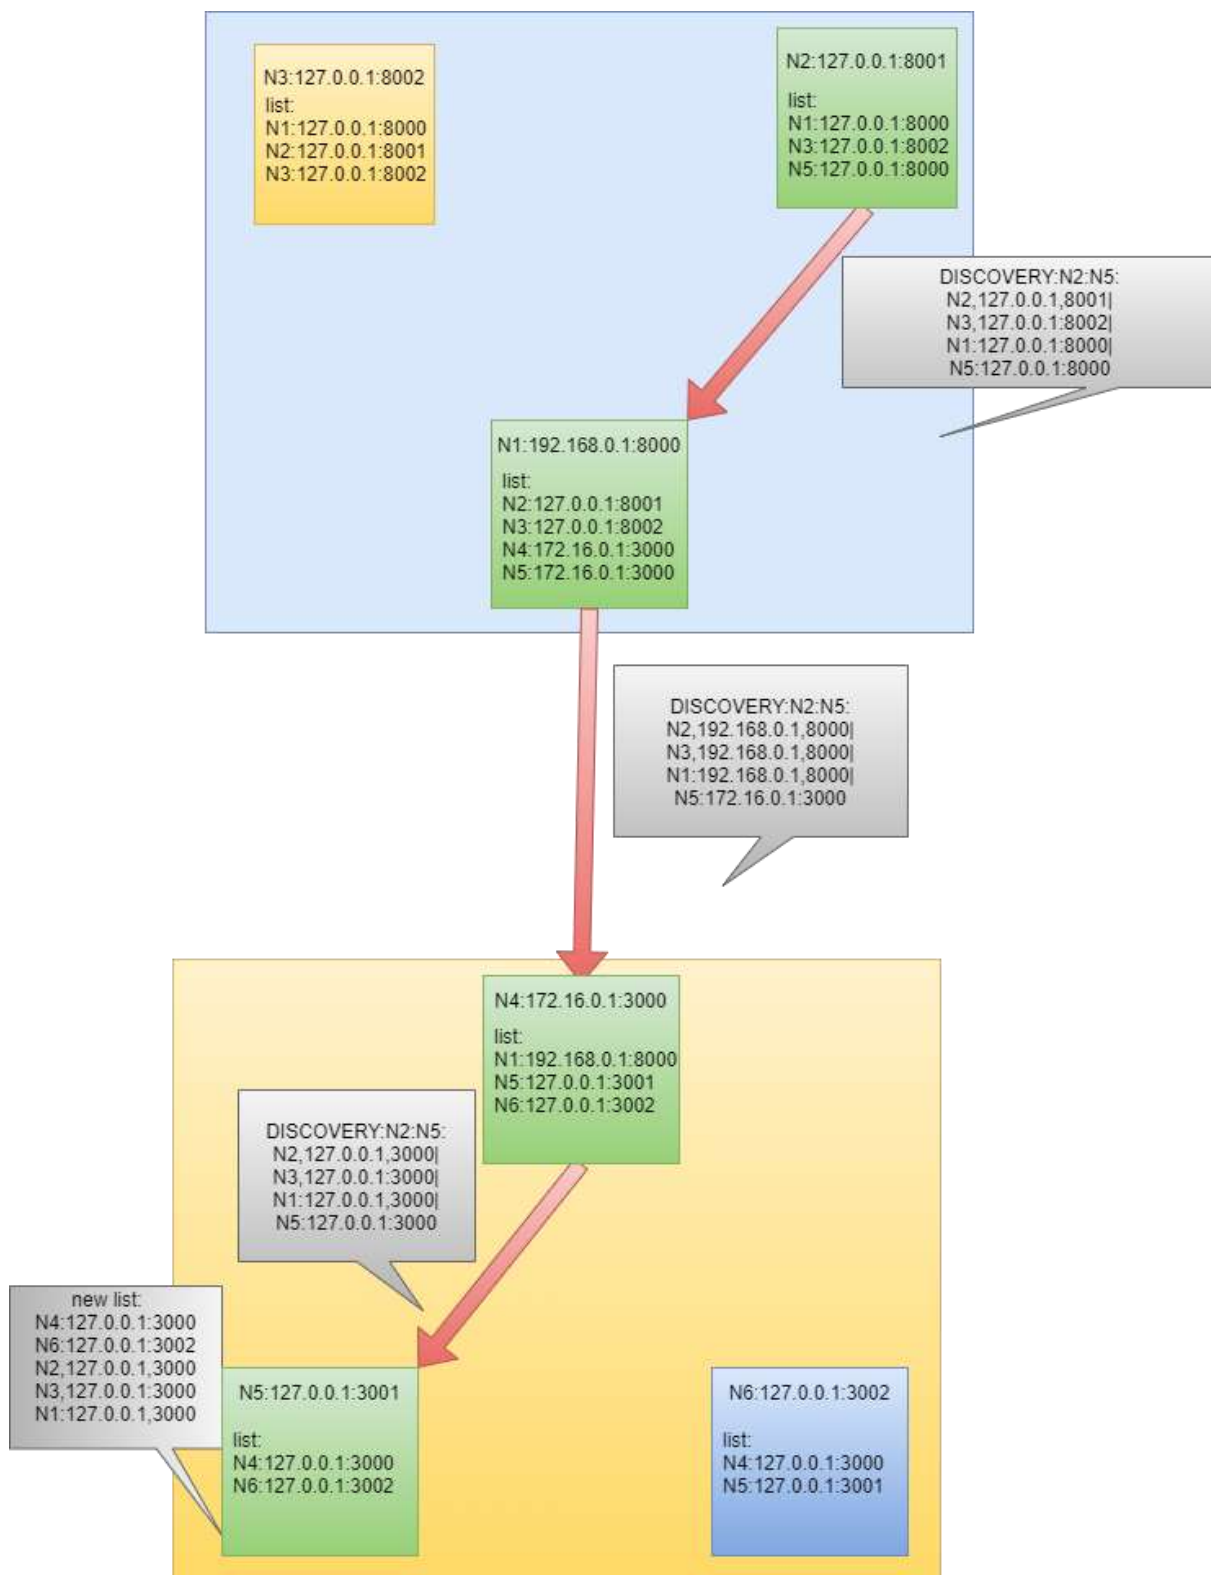 N3:127.0.0.1:8002
list:
N1:127.0.0.1:8000
N2:127.0.0.1:8001
N3:127.0.0.1:8002
N2:127.0.0.1:8001
list:
N1:127.0.0.1:8000
N3:127.0.0.1:8002
N5:127.0.0.1:8000
DISCOVERY:N2:N5:
N2,127.0.0.1,8001|
N3,127.0.0.1:8002|
N1:127.0.0.1:8000|
N5:127.0.0.1:8000
N1:192.168.0.1:8000
list:
N2:127.0.0.1:8001
N3:127.0.0.1:8002
N4:172.16.0.1:3000
N5:172.16.0.1:3000
DISCOVERY:N2:N5:
N2,192.168.0.1,8000|
N3,192.168.0.1,8000|
N1:192.168.0.1,8000|
N5:172.16.0.1:3000
N4:172.16.0.1:3000
list:
N1:192.168.0.1:8000
N5:127.0.0.1:3001
N6:127.0.0.1:3002
DISCOVERY:N2:N5:
N2,127.0.0.1,3000|
N3,127.0.0.1:3000|
N1:127.0.0.1,3000|
N5:127.0.0.1:3000
new list:
N4:127.0.0.1:3000
N6:127.0.0.1:3002
N2,127.0.0.1,3000
N3,127.0.0.1:3000
N1:127.0.0.1,3000
N5:127.0.0.1:3001
list:
N4:127.0.0.1:3000
N6:127.0.0.1:3002
N6:127.0.0.1:3002
list:
N4:127.0.0.1:3000
N5:127.0.0.1:3001